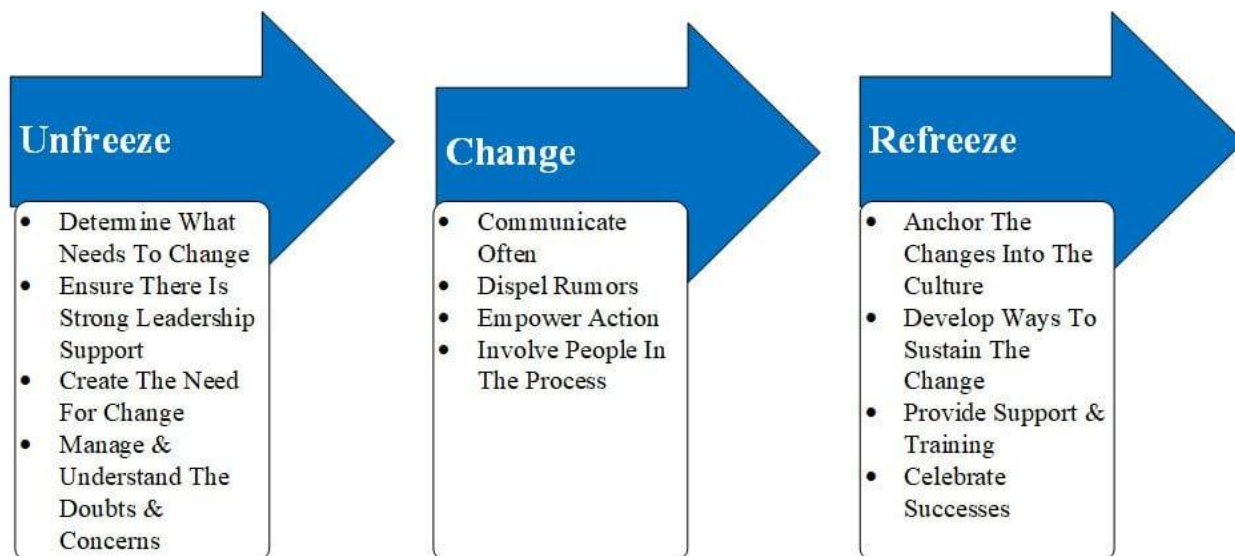 Unfreeze
• Determine What
Needs To Change
• Ensure There Is
Strong Leadership
Support
• Create The Need
For Change
• Manage &
Understand The
Doubts &
Concerns
Change
• Communicate
Often
• Dispel Rumors
• Empower Action
• Involve People In
The Process
Refreeze
• Anchor The
Changes Into The
Culture
• Develop Ways To
Sustain The
Change
• Provide Support &
Training
• Celebrate
Successes